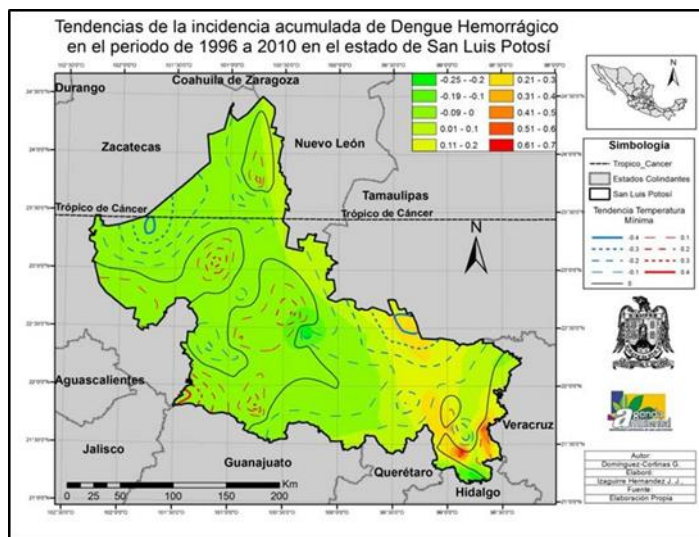 Tendencias de la incidencia acumulada de Dengue Hemorrágico
en el periodo de 1996 a 2010 en el estado de San Luis Potosí
Coahuila de Zaragoza
Durango
Zacatecas
Nuevo León
Tamaulipas
Trópico de Cáncer
Trópico de Cáncer
Aguascalientes
Jalisco
Guanajuato
Querétaro
Hidalgo
Veracruz
N
-0.25 - -0.2
-0.19 - -0.1
-0.09 - 0
0.01 - 0.1
0.11 - 0.2
0.21 - 0.3
0.31 - 0.4
0.41 - 0.5
0.51 - 0.6
0.61 - 0.7
0 50 100 150 200 Km
N
Simbología
Tropico_Cancer
Estados Colindantes
San Luis Potosí
Tendencia Temperatura
Mínima
-0.4
-0.3
-0.2
-0.1
0
0.1
0.2
0.3
0.4
agenda
Autor:
Domínguez-Cortinas G.
Elaboró:
Izaguirre Hernandez J. J.,
Fuente:
Elaboración Propia